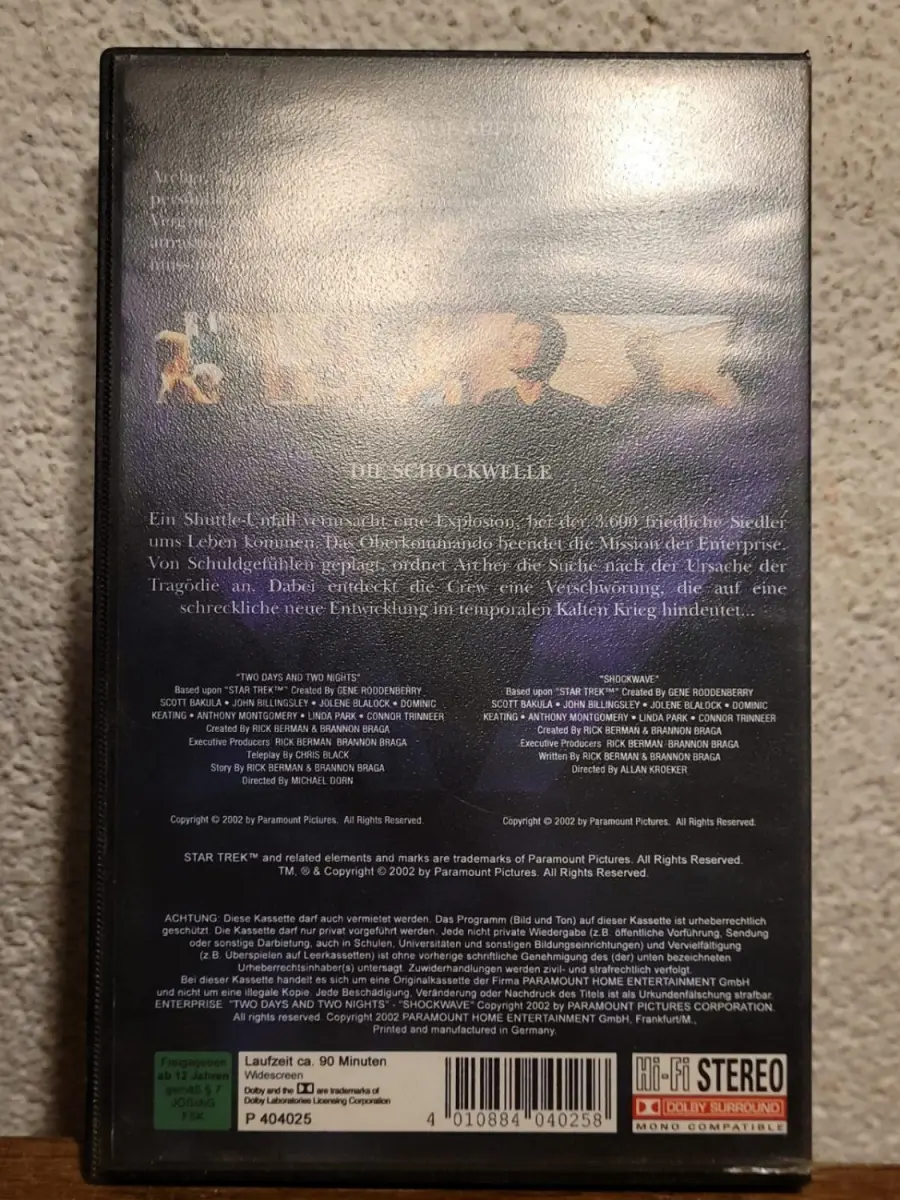 DIE SCHOCKWELLE
Ein Shuttle-Unfall verursacht eine Explosion, bei der 3.600 friedliche Siedler
ums Leben kommen. Das Oberkommando beendet die Mission der Enterprise.
Von Schuldgefühlen geplagt, ordnet Archer die Suche nach der Ursache der
Tragödie an. Dabei entdeckt die Crew eine Verschwörung, die auf eine
schreckliche neue Entwicklung im temporalen Kalten Krieg hindeutet...
"TWO DAYS AND TWO NIGHTS"
Based upon "STAR TREK™" Created By GENE RODDENBERRY
SCOTT BAKULA • JOHN BILLINGSLEY • JOLENE BLALOCK • DOMINIC
KEATING • ANTHONY MONTGOMERY • LINDA PARK • CONNOR TRINNEER
Created By RICK BERMAN & BRANNON BRAGA
Executive Producers RICK BERMAN BRANNON BRAGA
Teleplay By CHRIS BLACK
Story By RICK BERMAN & BRANNON BRAGA
Directed By MICHAEL DORN
Copyright © 2002 by Paramount Pictures. All Rights Reserved.
"SHOCKWAVE"
Based upon "STAR TREK™" Created By GENE RODDENBERRY
SCOTT BAKULA • JOHN BILLINGSLEY • JOLENE BLALOCK • DOMINIC
KEATING • ANTHONY MONTGOMERY • LINDA PARK • CONNOR TRINNEER
Created By RICK BERMAN & BRANNON BRAGA
Executive Producers RICK BERMAN BRANNON BRAGA
Written By RICK BERMAN & BRANNON BRAGA
Directed By ALLAN KROEKER
Copyright © 2002 by Paramount Pictures. All Rights Reserved.
STAR TREK™ and related elements and marks are trademarks of Paramount Pictures. All Rights Reserved.
TM, ® & Copyright © 2002 by Paramount Pictures. All Rights Reserved.
ACHTUNG: Diese Kassette darf auch vermietet werden. Das Programm (Bild und Ton) auf dieser Kassette ist urheberrechtlich
geschützt. Die Kassette darf nur privat vorgeführt werden. Jede nicht private Wiedergabe (z.B. öffentliche Vorführung, Sendung
oder sonstige Darbietung, auch in Schulen, Universitäten und sonstigen Bildungseinrichtungen) und Vervielfältigung
(z.B. Überspielen auf Leerkassetten) ist ohne vorherige schriftliche Genehmigung des (der) unten bezeichneten
Urheberrechtsinhaber(s) untersagt. Zuwiderhandlungen werden zivil- und strafrechtlich verfolgt.
Bei dieser Kassette handelt es sich um eine Originalkassette der Firma PARAMOUNT HOME ENTERTAINMENT GmbH
und nicht um eine illegale Kopie. Jede Beschädigung, Veränderung oder Nachdruck des Titels ist als Urkundenfälschung strafbar.
ENTERPRISE "TWO DAYS AND TWO NIGHTS" - "SHOCKWAVE" Copyright 2002 by PARAMOUNT PICTURES CORPORATION.
All rights reserved. Copyright 2002 PARAMOUNT HOME ENTERTAINMENT GmbH, Frankfurt/M.,
Printed and manufactured in Germany.
Freigegeben
ab 12 Jahren
gemäß § 7
JÖSchG
FSK
Laufzeit ca. 90 Minuten
Widescreen
Dolby and the DD are trademarks of
Dolby Laboratories Licensing Corporation
P 404025
4 010884 040258
Hi-Fi STEREO
DOLBY SURROUND
MONO COMPATIBLE